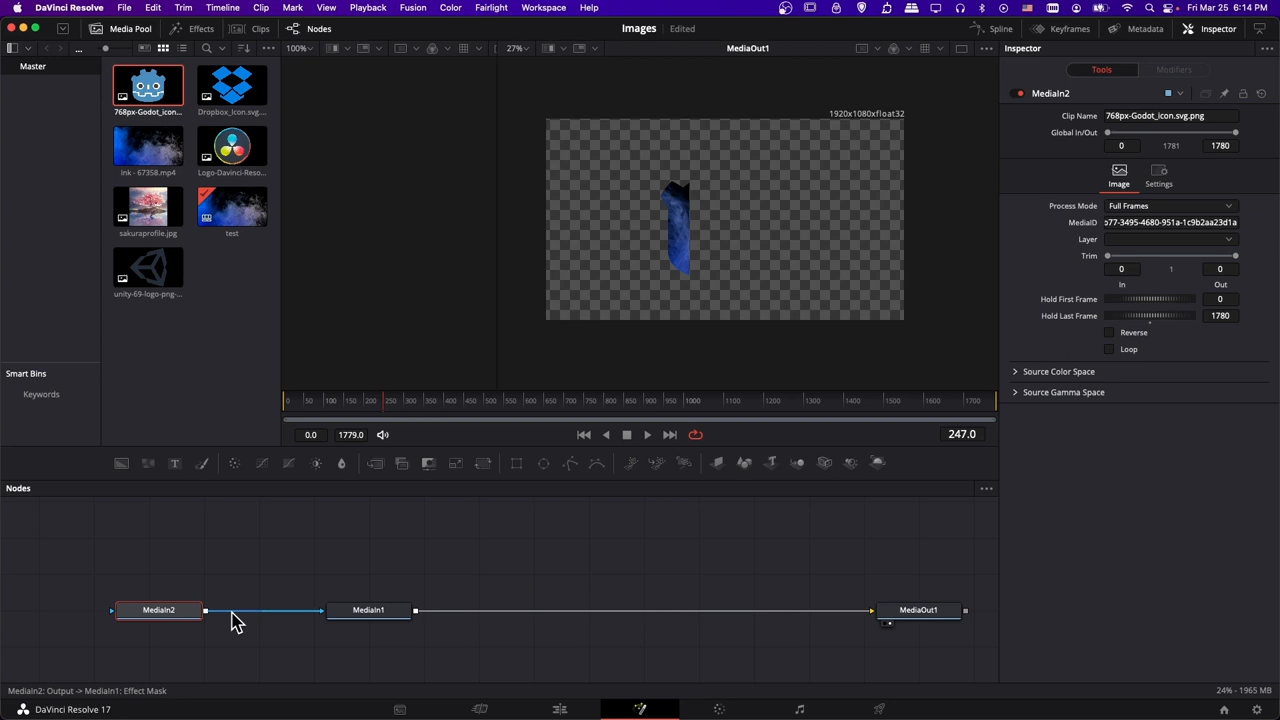 DaVinci Resolve File Edit Trim Timeline Clip Mark View Playback Fusion Color Fairlight Workspace Help Fri Mar 25 6:14 PM
Media Pool Effects Clips Nodes Images Edited Spline Keyframes Metadata Inspector
... 100% 27% MediaOut1 Inspector
Master
Tools Modifiers
MediaIn2
768px-Godot_icon... Dropbox_Icon.svg....
1920x1080xfloat32
Clip Name 768px-Godot_icon.svg.png
Global In/Out
0 1781 1780
Ink - 67358.mp4 Logo-Davinci-Reso...
Image Settings
Process Mode Full Frames
MediaID b77-3495-4680-951a-1c9b2aa23d1a
sakuraprofile.jpg test
Layer
Trim
0 1 0
In Out
unity-69-logo-png-...
Hold First Frame 0
Hold Last Frame 1780
Reverse
Loop
Smart Bins
Source Color Space
Keywords
Source Gamma Space
0 50 100 150 200 250 300 350 400 450 500 550 600 650 700 750 800 850 900 950 1000 1100 1200 1300 1400 1500 1600 1700
0.0 1779.0 247.0
Nodes
MediaIn2 MediaIn1 MediaOut1
MediaIn2: Output -> MediaIn1: Effect Mask
24% - 1965 MB
DaVinci Resolve 17